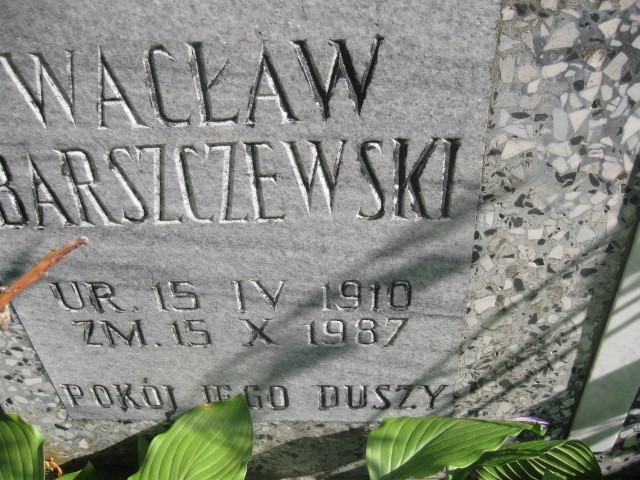 WACŁAW
BARSZCZEWSKI
UR. 15 IV 1910
ZM. 15 X 1987
POKÓJ JEGO DUSZY